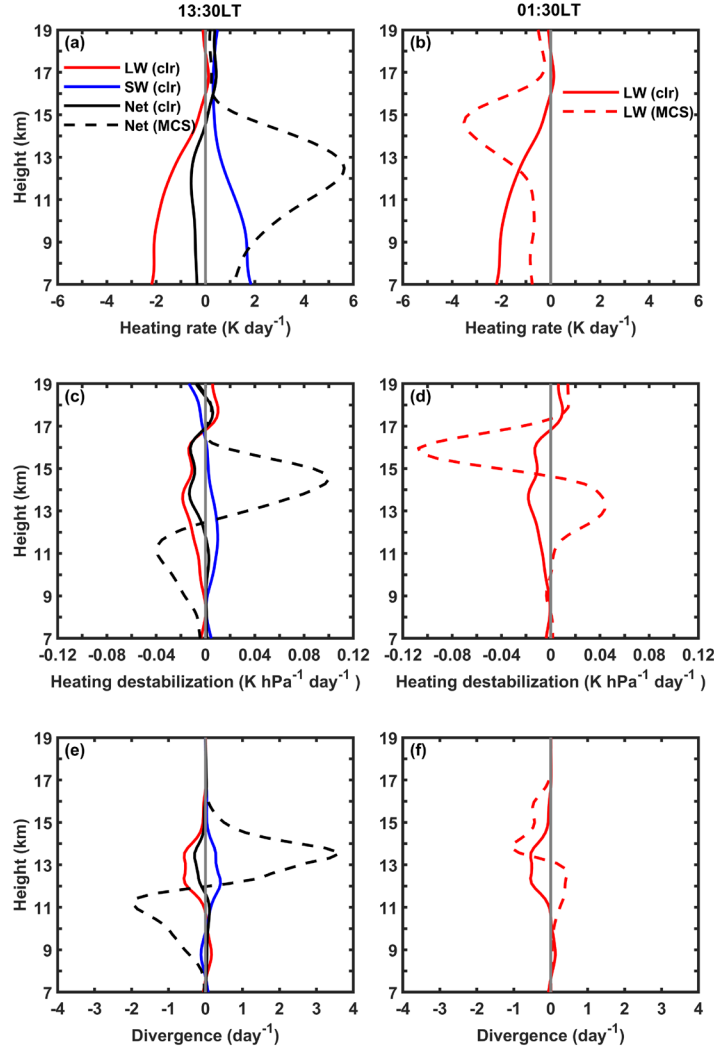 13:30LT
01:30LT
(a)
LW (clr)
SW (clr)
Net (clr)
Net (MCS)
Height (km)
19
17
15
13
11
9
7
-6 -4 -2 0 2 4 6
Heating rate (K day⁻¹)
(b)
LW (clr)
LW (MCS)
19
17
15
13
11
9
7
-6 -4 -2 0 2 4 6
Heating rate (K day⁻¹)
(c)
Height (km)
19
17
15
13
11
9
7
-0.12 -0.08 -0.04 0 0.04 0.08 0.12
Heating destabilization (K hPa⁻¹ day⁻¹)
(d)
19
17
15
13
11
9
7
-0.12 -0.08 -0.04 0 0.04 0.08 0.12
Heating destabilization (K hPa⁻¹ day⁻¹)
(e)
Height (km)
19
17
15
13
11
9
7
-4 -3 -2 -1 0 1 2 3 4
Divergence (day⁻¹)
(f)
19
17
15
13
11
9
7
-4 -3 -2 -1 0 1 2 3 4
Divergence (day⁻¹)